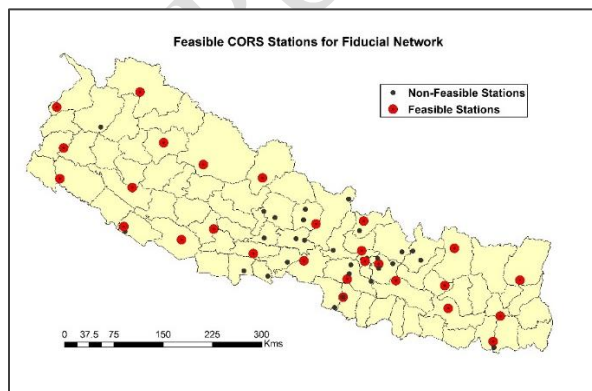 Feasible CORS Stations for Fiducial Network
Non-Feasible Stations
Feasible Stations
0 37.5 75 150 225 300
Kms